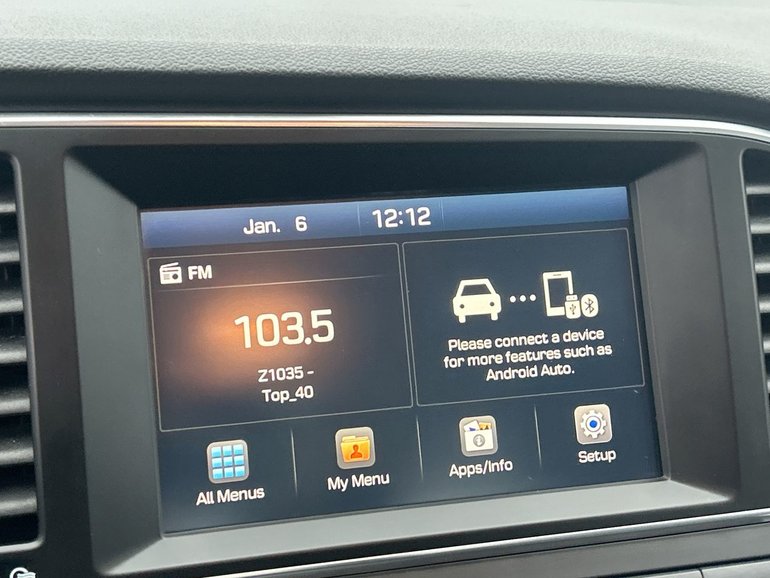 Jan. 6 12:12
FM
103.5
Z1035 -
Top_40
Please connect a device
for more features such as
Android Auto.
All Menus
My Menu
Apps/Info
Setup